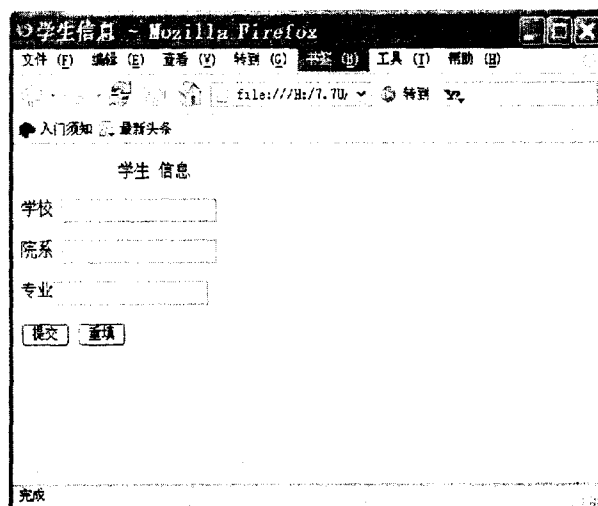 学生信息 - Mozilla Firefox
文件 (F) 编辑 (E) 查看 (V) 转到 (G) 书签 (B) 工具 (T) 帮助 (H)
file:///H:/7.7U, 转到
入门须知 最新头条
学生 信息
学校
院系
专业
提交 重填
完成